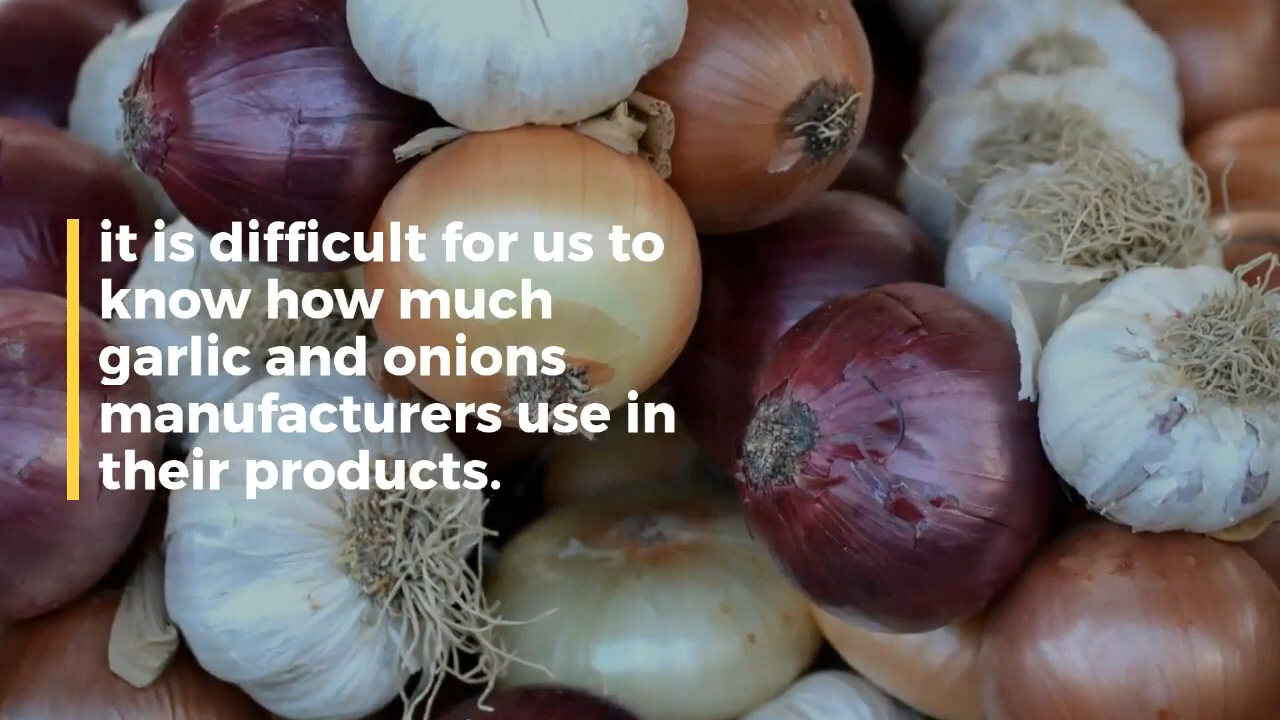 it is difficult for us to
know how much
garlic and onions
manufacturers use in
their products.